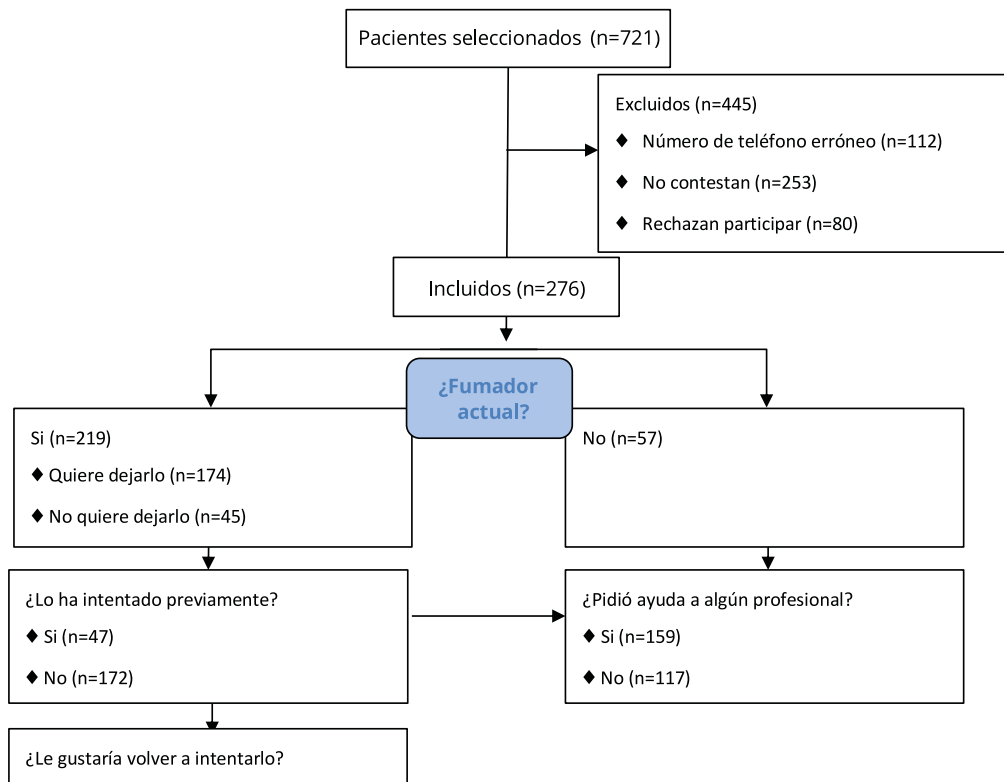 Pacientes seleccionados (n=721)
Excluidos (n=445)
♦ Número de teléfono erróneo (n=112)
♦ No contestan (n=253)
♦ Rechazan participar (n=80)
Incluidos (n=276)
¿Fumador
actual?
Si (n=219)
♦ Quiere dejarlo (n=174)
♦ No quiere dejarlo (n=45)
No (n=57)
¿Lo ha intentado previamente?
♦ Si (n=47)
♦ No (n=172)
¿Pidió ayuda a algún profesional?
♦ Si (n=159)
♦ No (n=117)
¿Le gustaría volver a intentarlo?